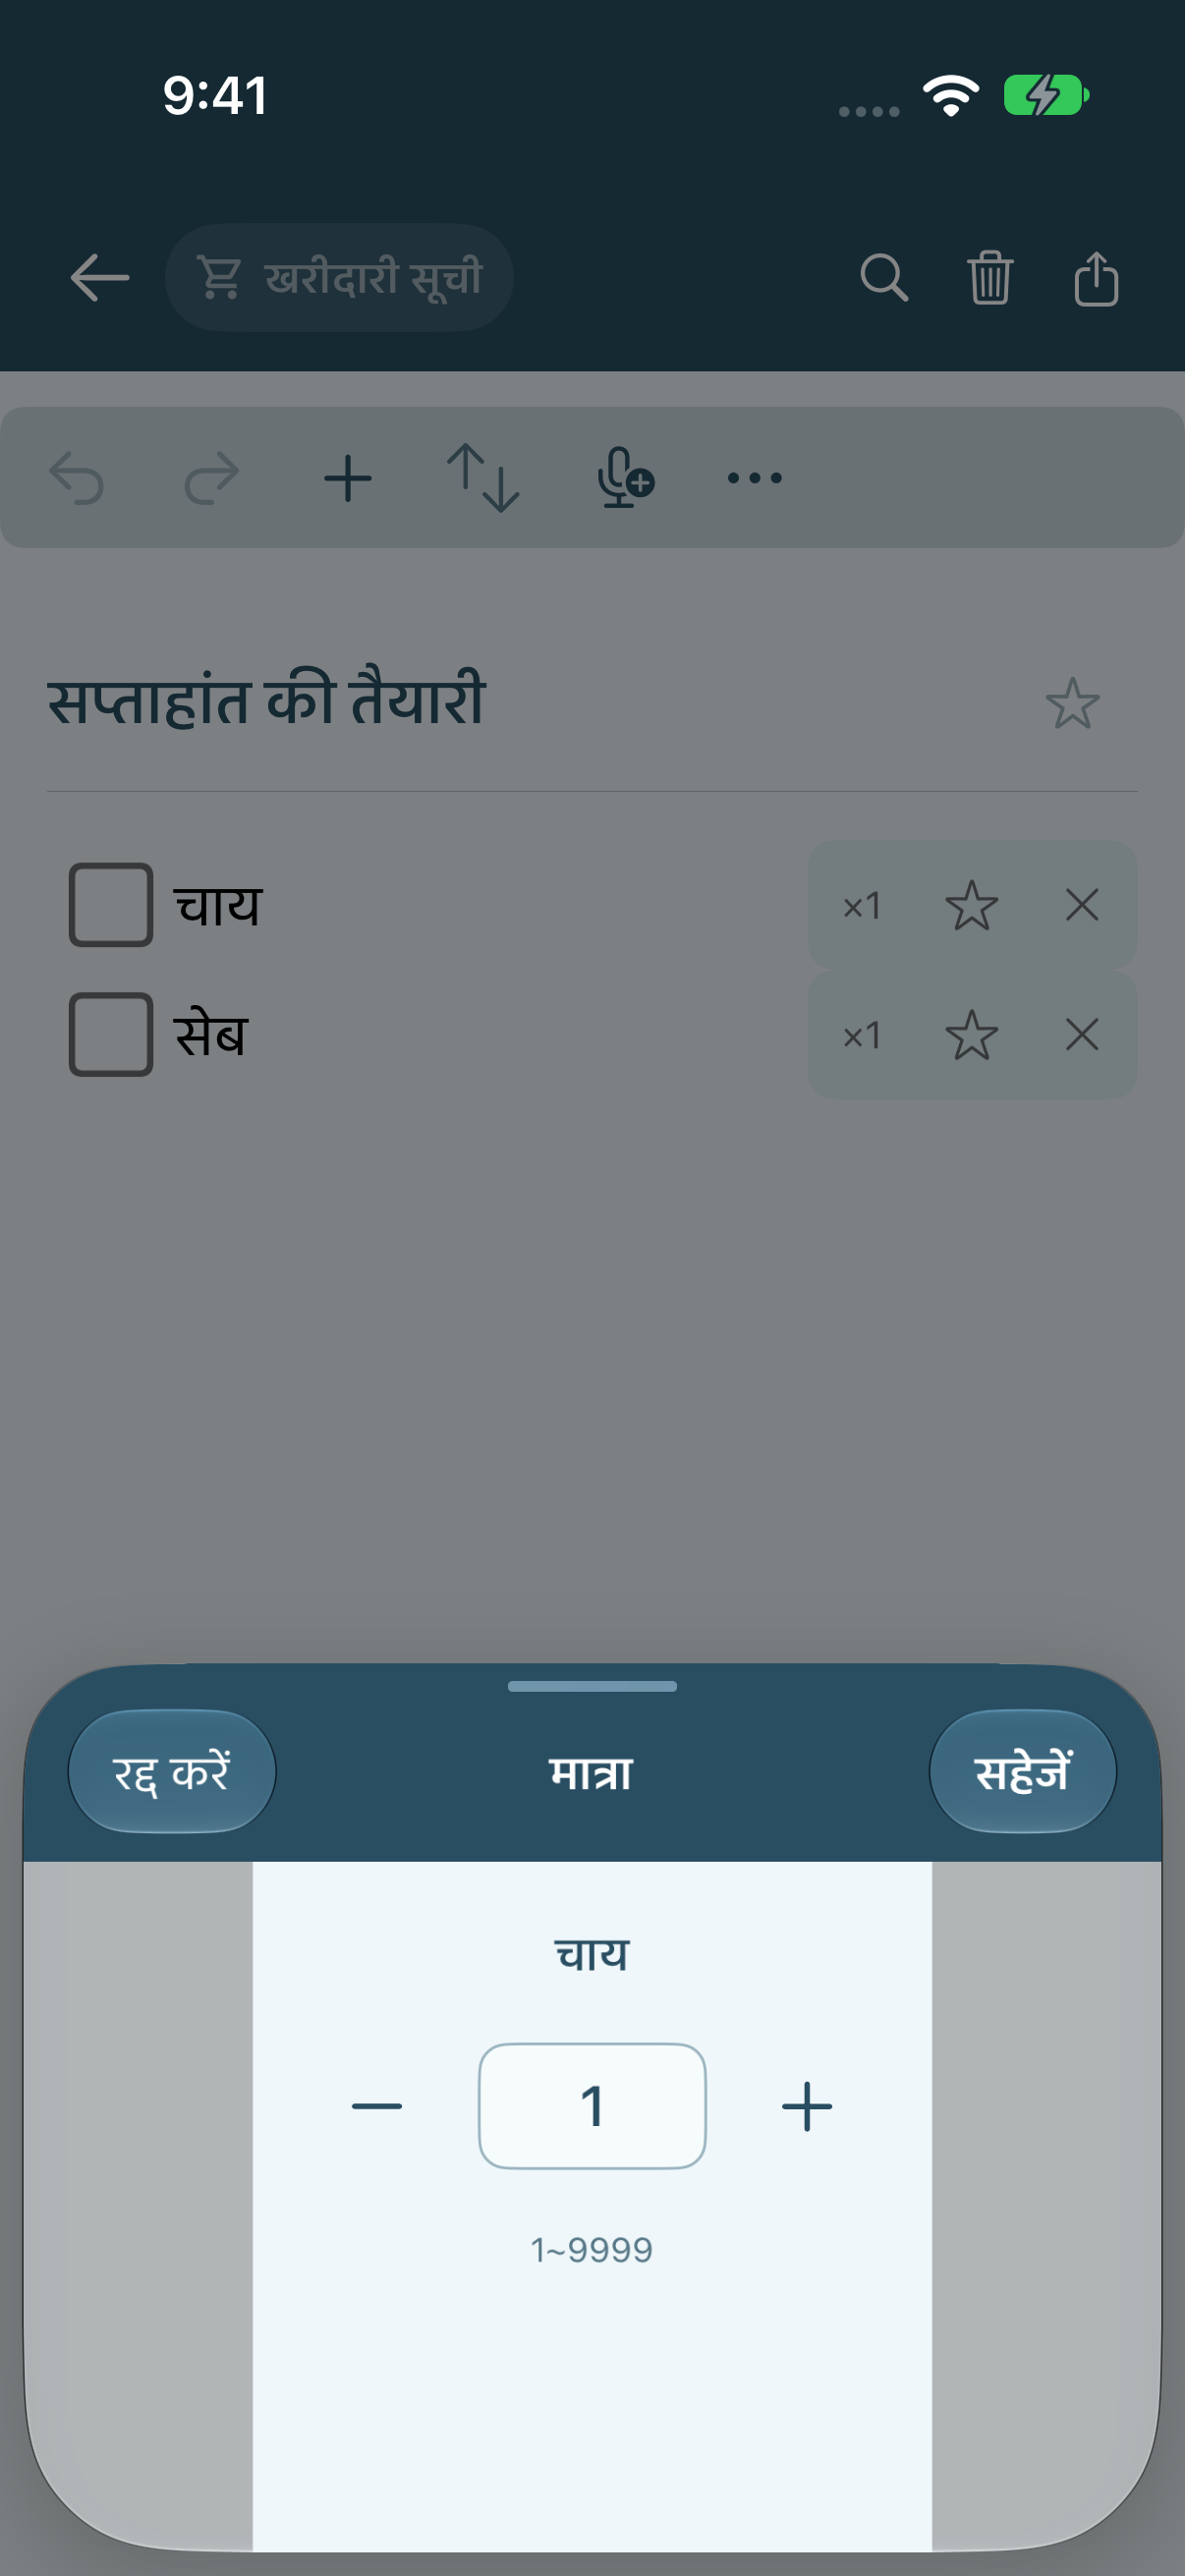 9:41
खरीदारी सूची
सप्ताहांत की तैयारी
चाय ×1
सेब ×1
रद्द करें मात्रा सहेजें
चाय
1
1~9999